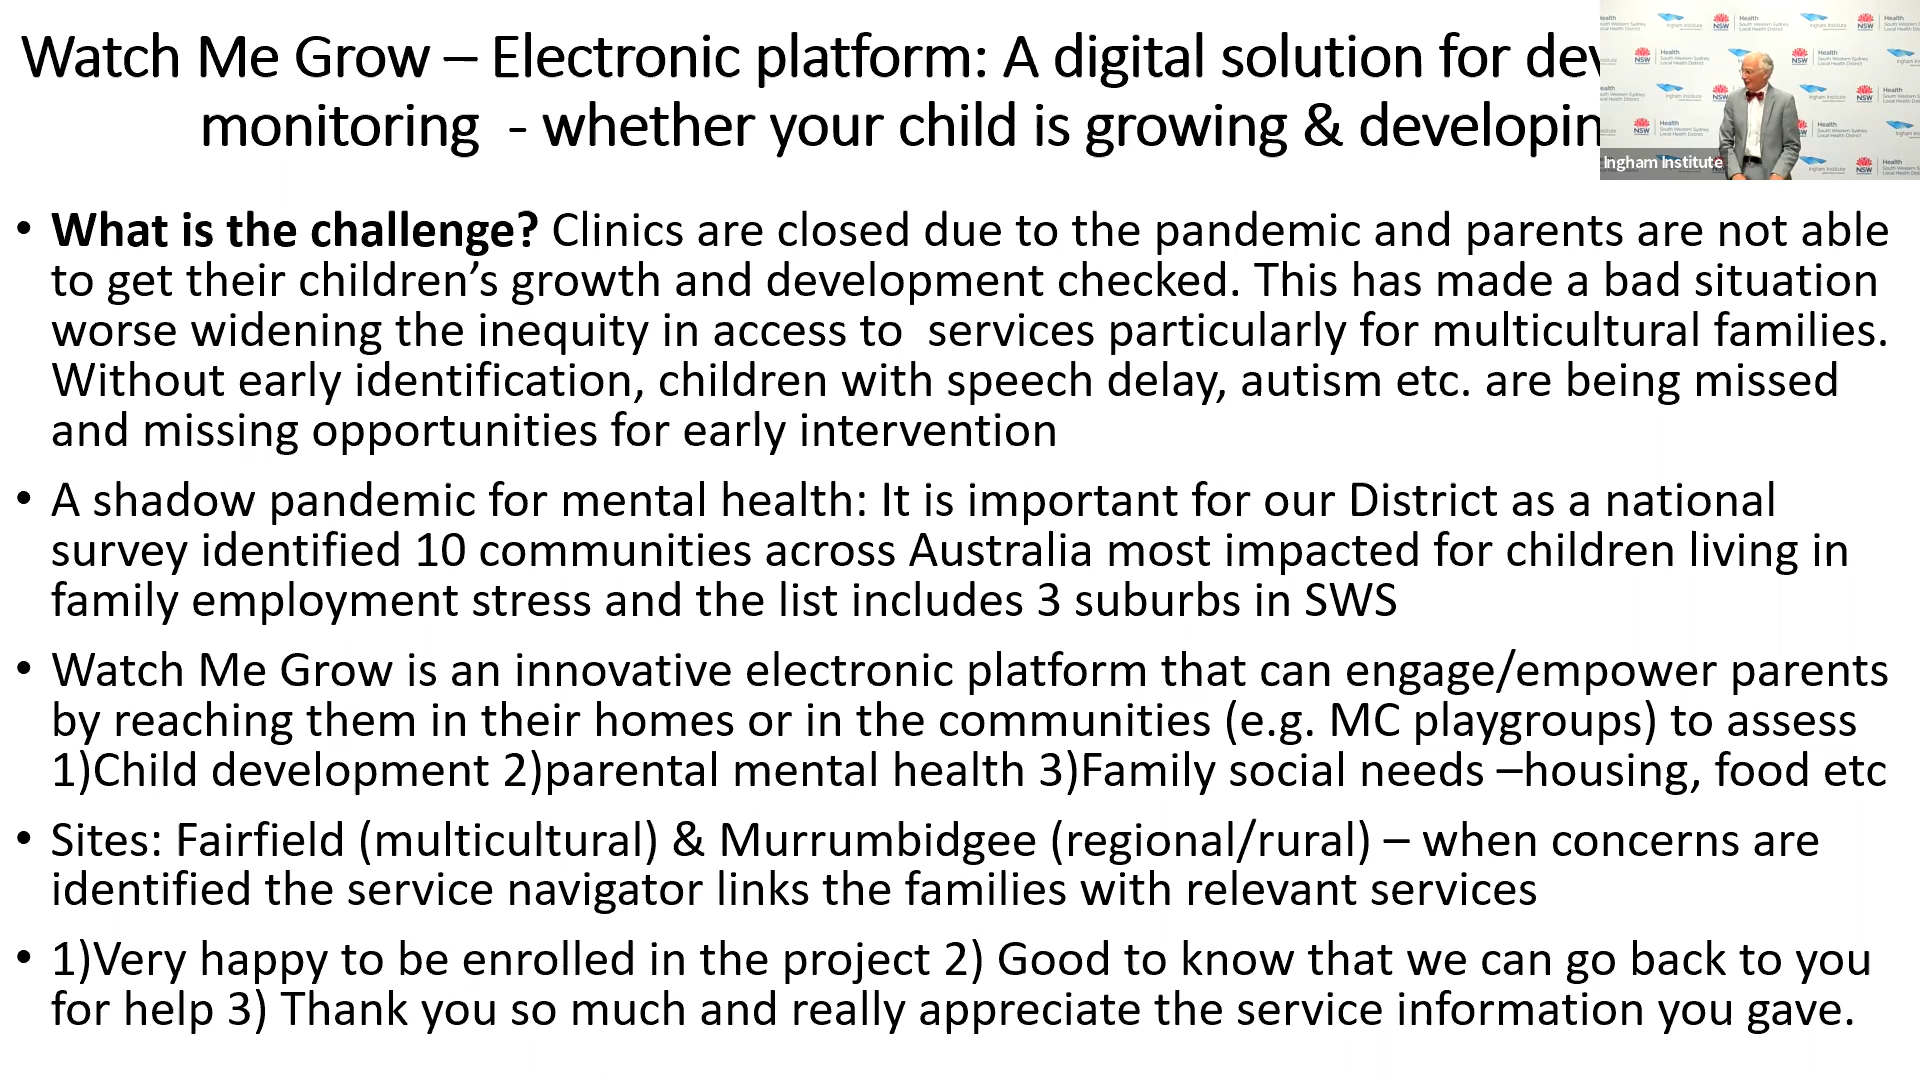 Watch Me Grow – Electronic platform: A digital solution for dev
monitoring - whether your child is growing & developin
Ingham Institute
• What is the challenge? Clinics are closed due to the pandemic and parents are not able
to get their children’s growth and development checked. This has made a bad situation
worse widening the inequity in access to services particularly for multicultural families.
Without early identification, children with speech delay, autism etc. are being missed
and missing opportunities for early intervention
• A shadow pandemic for mental health: It is important for our District as a national
survey identified 10 communities across Australia most impacted for children living in
family employment stress and the list includes 3 suburbs in SWS
• Watch Me Grow is an innovative electronic platform that can engage/empower parents
by reaching them in their homes or in the communities (e.g. MC playgroups) to assess
1)Child development 2)parental mental health 3)Family social needs –housing, food etc
• Sites: Fairfield (multicultural) & Murrumbidgee (regional/rural) – when concerns are
identified the service navigator links the families with relevant services
• 1)Very happy to be enrolled in the project 2) Good to know that we can go back to you
for help 3) Thank you so much and really appreciate the service information you gave.